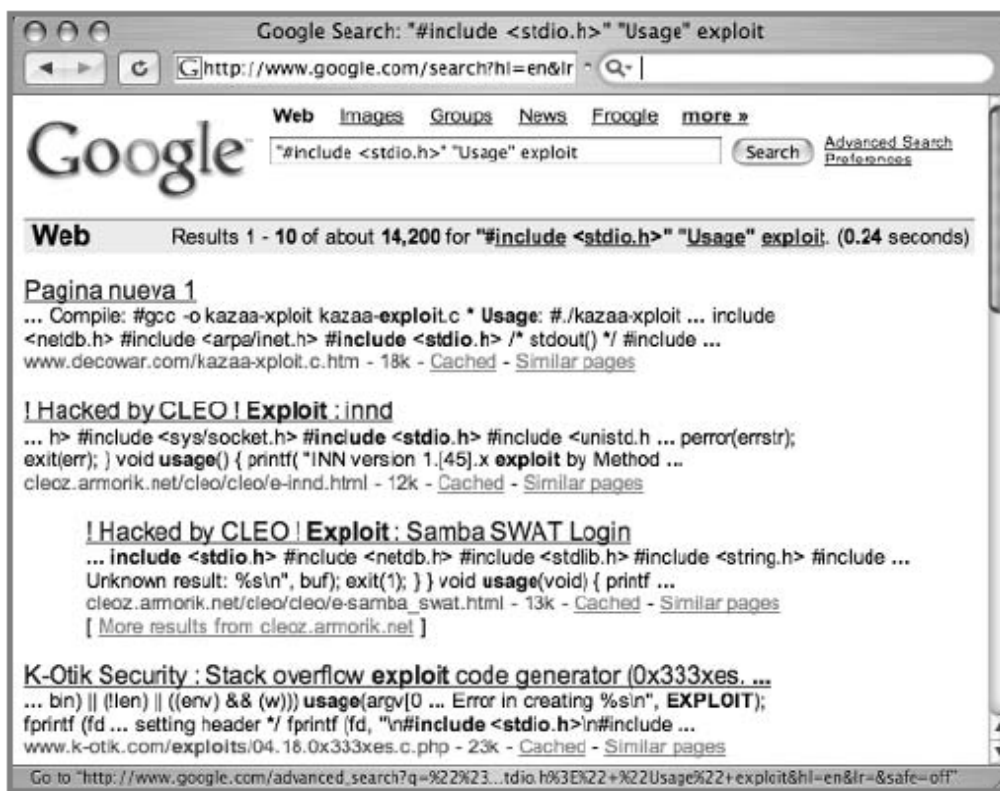 Google Search: "#include <stdio.h>" "Usage" exploit
http://www.google.com/search?hl=en&lr
Web Images Groups News Froogle more »
Google
"#include <stdio.h>" "Usage" exploit
Search
Advanced Search
Preferences
Web Results 1 - 10 of about 14,200 for "#include <stdio.h>" "Usage" exploit. (0.24 seconds)
Pagina nueva 1
... Compile: #gcc -o kazaa-xploit kazaa-exploit.c * Usage: #./kazaa-xploit ... include
<netdb.h> #include <arpa/inet.h> #include <stdio.h> /* stdout() */ #include ...
www.decowar.com/kazaa-xploit.c.htm - 18k - Cached - Similar pages
! Hacked by CLEO ! Exploit : innd
... h> #include <sys/socket.h> #include <stdio.h> #include <unistd.h ... perror(errstr);
exit(err); } void usage() { printf( "INN version 1.[45].x exploit by Method ...
cleoz.armorik.net/cleo/cleo/e-innd.html - 12k - Cached - Similar pages
! Hacked by CLEO ! Exploit : Samba SWAT Login
... include <stdio.h> #include <netdb.h> #include <stdlib.h> #include <string.h> #include ...
Unknown result: %s\n", buf); exit(1); } } void usage(void) { printf ...
cleoz.armorik.net/cleo/cleo/e-samba_swat.html - 13k - Cached - Similar pages
[ More results from cleoz.armorik.net ]
K-Otik Security : Stack overflow exploit code generator (0x333xes. ...
... bin) || (!len) || ((env) && (w))) usage(argv[0 ... Error in creating %s\n", EXPLOIT);
fprintf (fd ... setting header */ fprintf (fd, "\n#include <stdio.h>\n#include ...
www.k-otik.com/exploits/04.18.0x333xes.c.php - 23k - Cached - Similar pages
Go to "http://www.google.com/advanced_search?q=%22%23...tdio.h%3E%22+%22Usage%22+exploit&hl=en&lr=&safe=off"